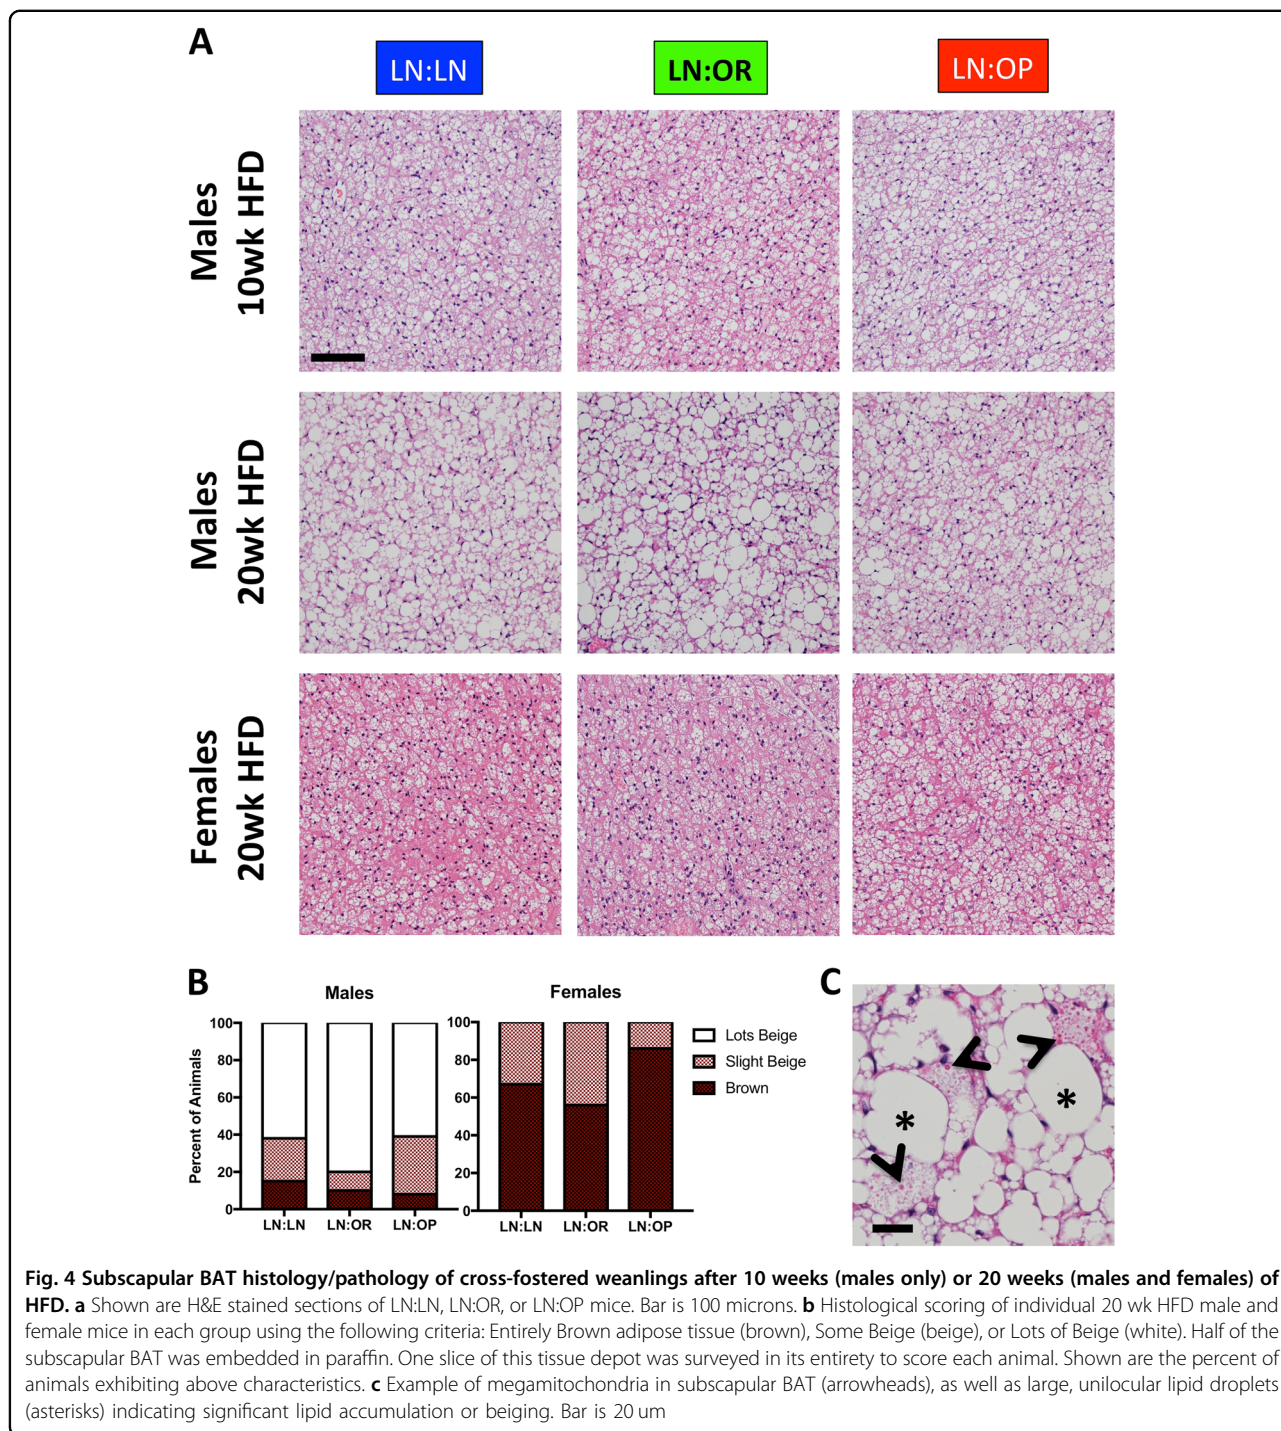 A
LN:LN
LN:OR
LN:OP
Males
10wk HFD
Males
20wk HFD
Females
20wk HFD
B
Males
Females
Percent of Animals
100
80
60
40
20
0
LN:LN
LN:OR
LN:OP
100
80
60
40
20
0
LN:LN
LN:OR
LN:OP
Lots Beige
Slight Beige
Brown
C
*
*
Fig. 4 Subscapular BAT histology/pathology of cross-fostered weanlings after 10 weeks (males only) or 20 weeks (males and females) of
HFD. a Shown are H&E stained sections of LN:LN, LN:OR, or LN:OP mice. Bar is 100 microns. b Histological scoring of individual 20 wk HFD male and
female mice in each group using the following criteria: Entirely Brown adipose tissue (brown), Some Beige (beige), or Lots of Beige (white). Half of the
subscapular BAT was embedded in paraffin. One slice of this tissue depot was surveyed in its entirety to score each animal. Shown are the percent of
animals exhibiting above characteristics. c Example of megamitochondria in subscapular BAT (arrowheads), as well as large, unilocular lipid droplets
(asterisks) indicating significant lipid accumulation or beiging. Bar is 20 um